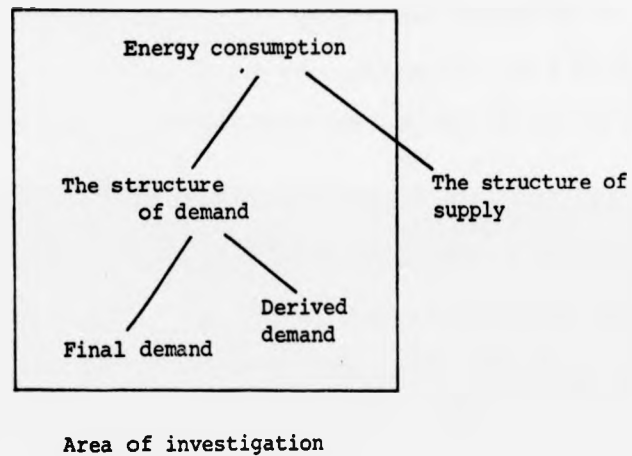 Energy consumption
The structure
of demand
The structure of
supply
Final demand
Derived
demand
Area of investigation